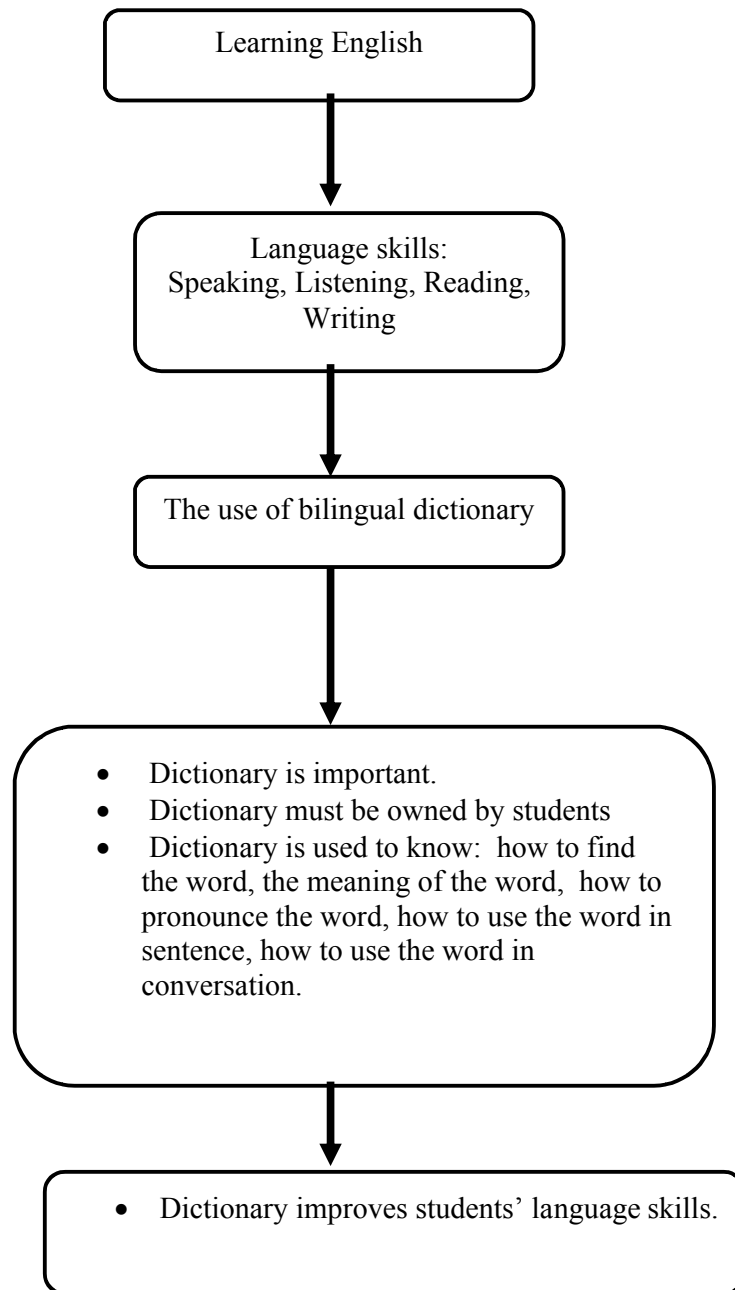 Learning English
Language skills:
Speaking, Listening, Reading,
Writing
The use of bilingual dictionary
• Dictionary is important.
• Dictionary must be owned by students
• Dictionary is used to know: how to find
the word, the meaning of the word, how to
pronounce the word, how to use the word in
sentence, how to use the word in
conversation.
• Dictionary improves students’ language skills.